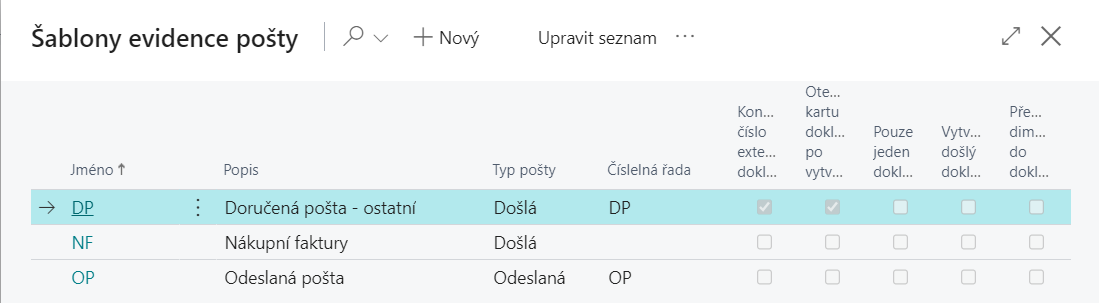 Šablony evidence pošty
Nový
Upravit seznam
Jméno
Popis
Typ pošty
Číslelná řada
Kon...
číslo
exte...
dokl...
Ote...
kartu
dokl...
po
vytv...
Pouze
jeden
dokl...
Vytv...
došlý
dokl...
Pře...
dim...
do
dokl...
DP Doručená pošta - ostatní Došlá DP
NF Nákupní faktury Došlá
OP Odeslaná pošta Odeslaná OP